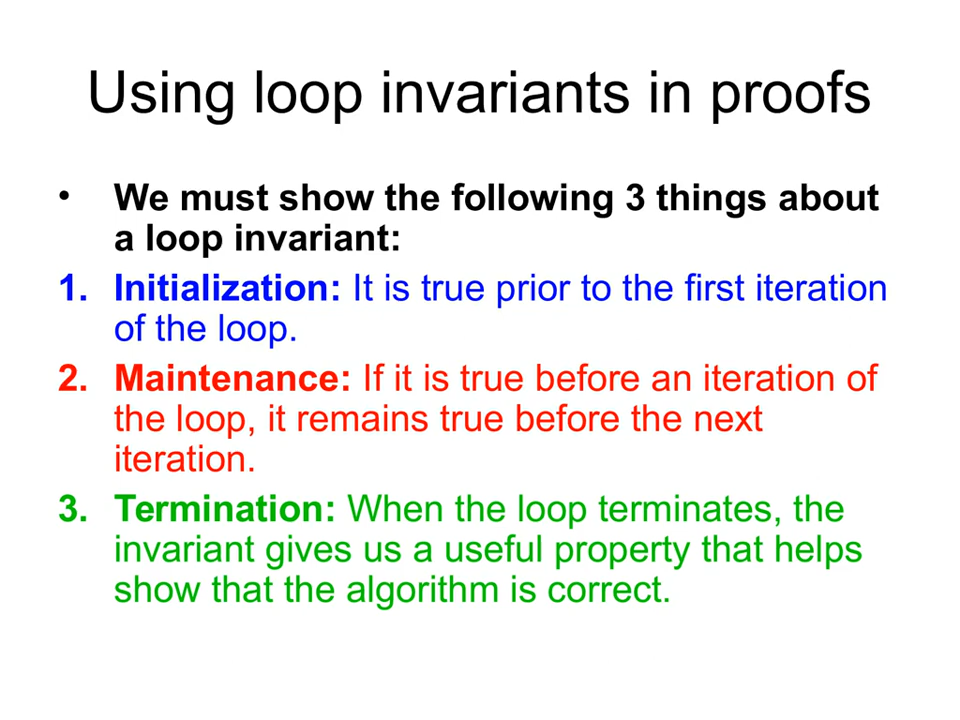 Using loop invariants in proofs
• We must show the following 3 things about
a loop invariant:
1. Initialization: It is true prior to the first iteration
of the loop.
2. Maintenance: If it is true before an iteration of
the loop, it remains true before the next
iteration.
3. Termination: When the loop terminates, the
invariant gives us a useful property that helps
show that the algorithm is correct.